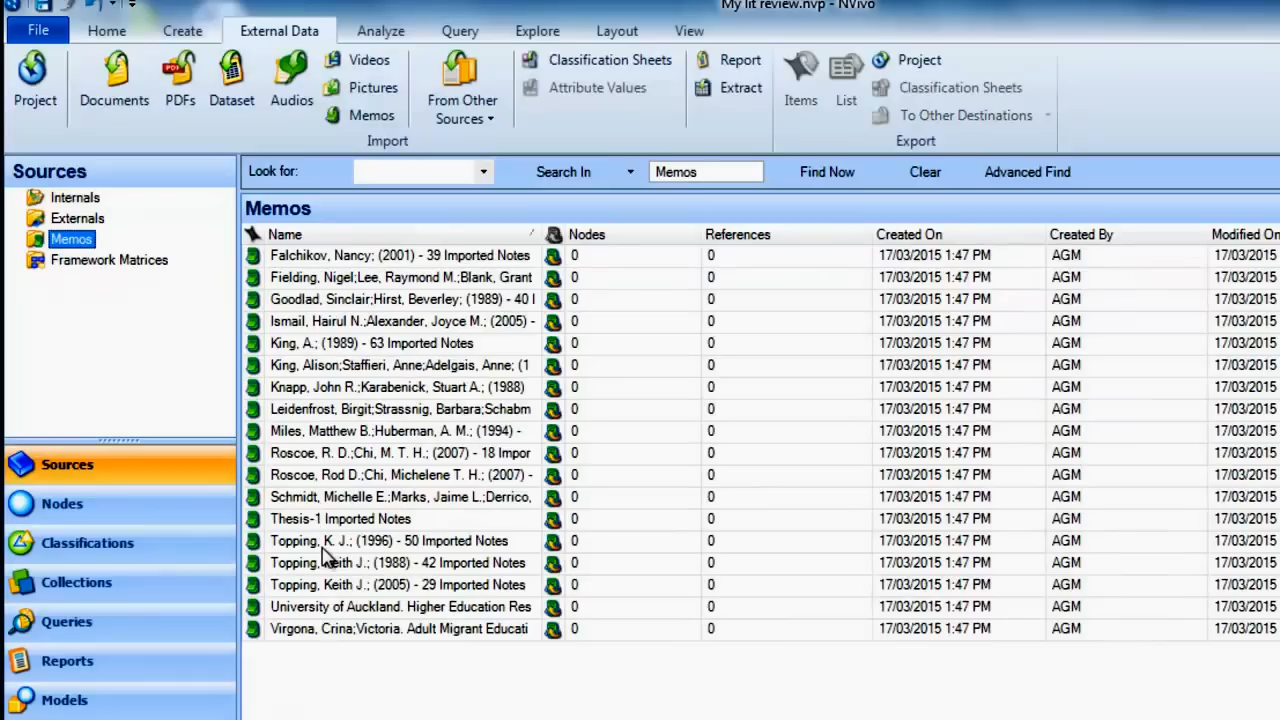 My lit review.nvp - NVivo
File Home Create External Data Analyze Query Explore Layout View
Project Documents PDFs Dataset Audios
Videos
Pictures
Memos
From Other Sources
Classification Sheets
Attribute Values
Report
Extract
Items List
Project
Classification Sheets
To Other Destinations
Import Export
Sources
Internals
Externals
Memos
Framework Matrices
Sources
Nodes
Classifications
Collections
Queries
Reports
Models
Look for: Search In Memos Find Now Clear Advanced Find
Memos
Name Nodes References Created On Created By Modified On
Falchikov, Nancy; (2001) - 39 Imported Notes 0 0 17/03/2015 1:47 PM AGM 17/03/2015
Fielding, Nigel;Lee, Raymond M.;Blank, Grant 0 0 17/03/2015 1:47 PM AGM 17/03/2015
Goodlad, Sinclair;Hirst, Beverley; (1989) - 40 I 0 0 17/03/2015 1:47 PM AGM 17/03/2015
Ismail, Hairul N.;Alexander, Joyce M.; (2005) - 0 0 17/03/2015 1:47 PM AGM 17/03/2015
King, A.; (1989) - 63 Imported Notes 0 0 17/03/2015 1:47 PM AGM 17/03/2015
King, Alison;Staffieri, Anne;Adelgais, Anne; (1 0 0 17/03/2015 1:47 PM AGM 17/03/2015
Knapp, John R.;Karabenick, Stuart A.; (1988) 0 0 17/03/2015 1:47 PM AGM 17/03/2015
Leidenfrost, Birgit;Strassnig, Barbara;Schabm 0 0 17/03/2015 1:47 PM AGM 17/03/2015
Miles, Matthew B.;Huberman, A. M.; (1994) - 0 0 17/03/2015 1:47 PM AGM 17/03/2015
Roscoe, R. D.;Chi, M. T. H.; (2007) - 18 Impor 0 0 17/03/2015 1:47 PM AGM 17/03/2015
Roscoe, Rod D.;Chi, Michelene T. H.; (2007) - 0 0 17/03/2015 1:47 PM AGM 17/03/2015
Schmidt, Michelle E.;Marks, Jaime L.;Derrico, 0 0 17/03/2015 1:47 PM AGM 17/03/2015
Thesis-1 Imported Notes 0 0 17/03/2015 1:47 PM AGM 17/03/2015
Topping, K. J.; (1996) - 50 Imported Notes 0 0 17/03/2015 1:47 PM AGM 17/03/2015
Topping, Keith J.; (1988) - 42 Imported Notes 0 0 17/03/2015 1:47 PM AGM 17/03/2015
Topping, Keith J.; (2005) - 29 Imported Notes 0 0 17/03/2015 1:47 PM AGM 17/03/2015
University of Auckland. Higher Education Res 0 0 17/03/2015 1:47 PM AGM 17/03/2015
Virgona, Crina;Victoria. Adult Migrant Educati 0 0 17/03/2015 1:47 PM AGM 17/03/2015